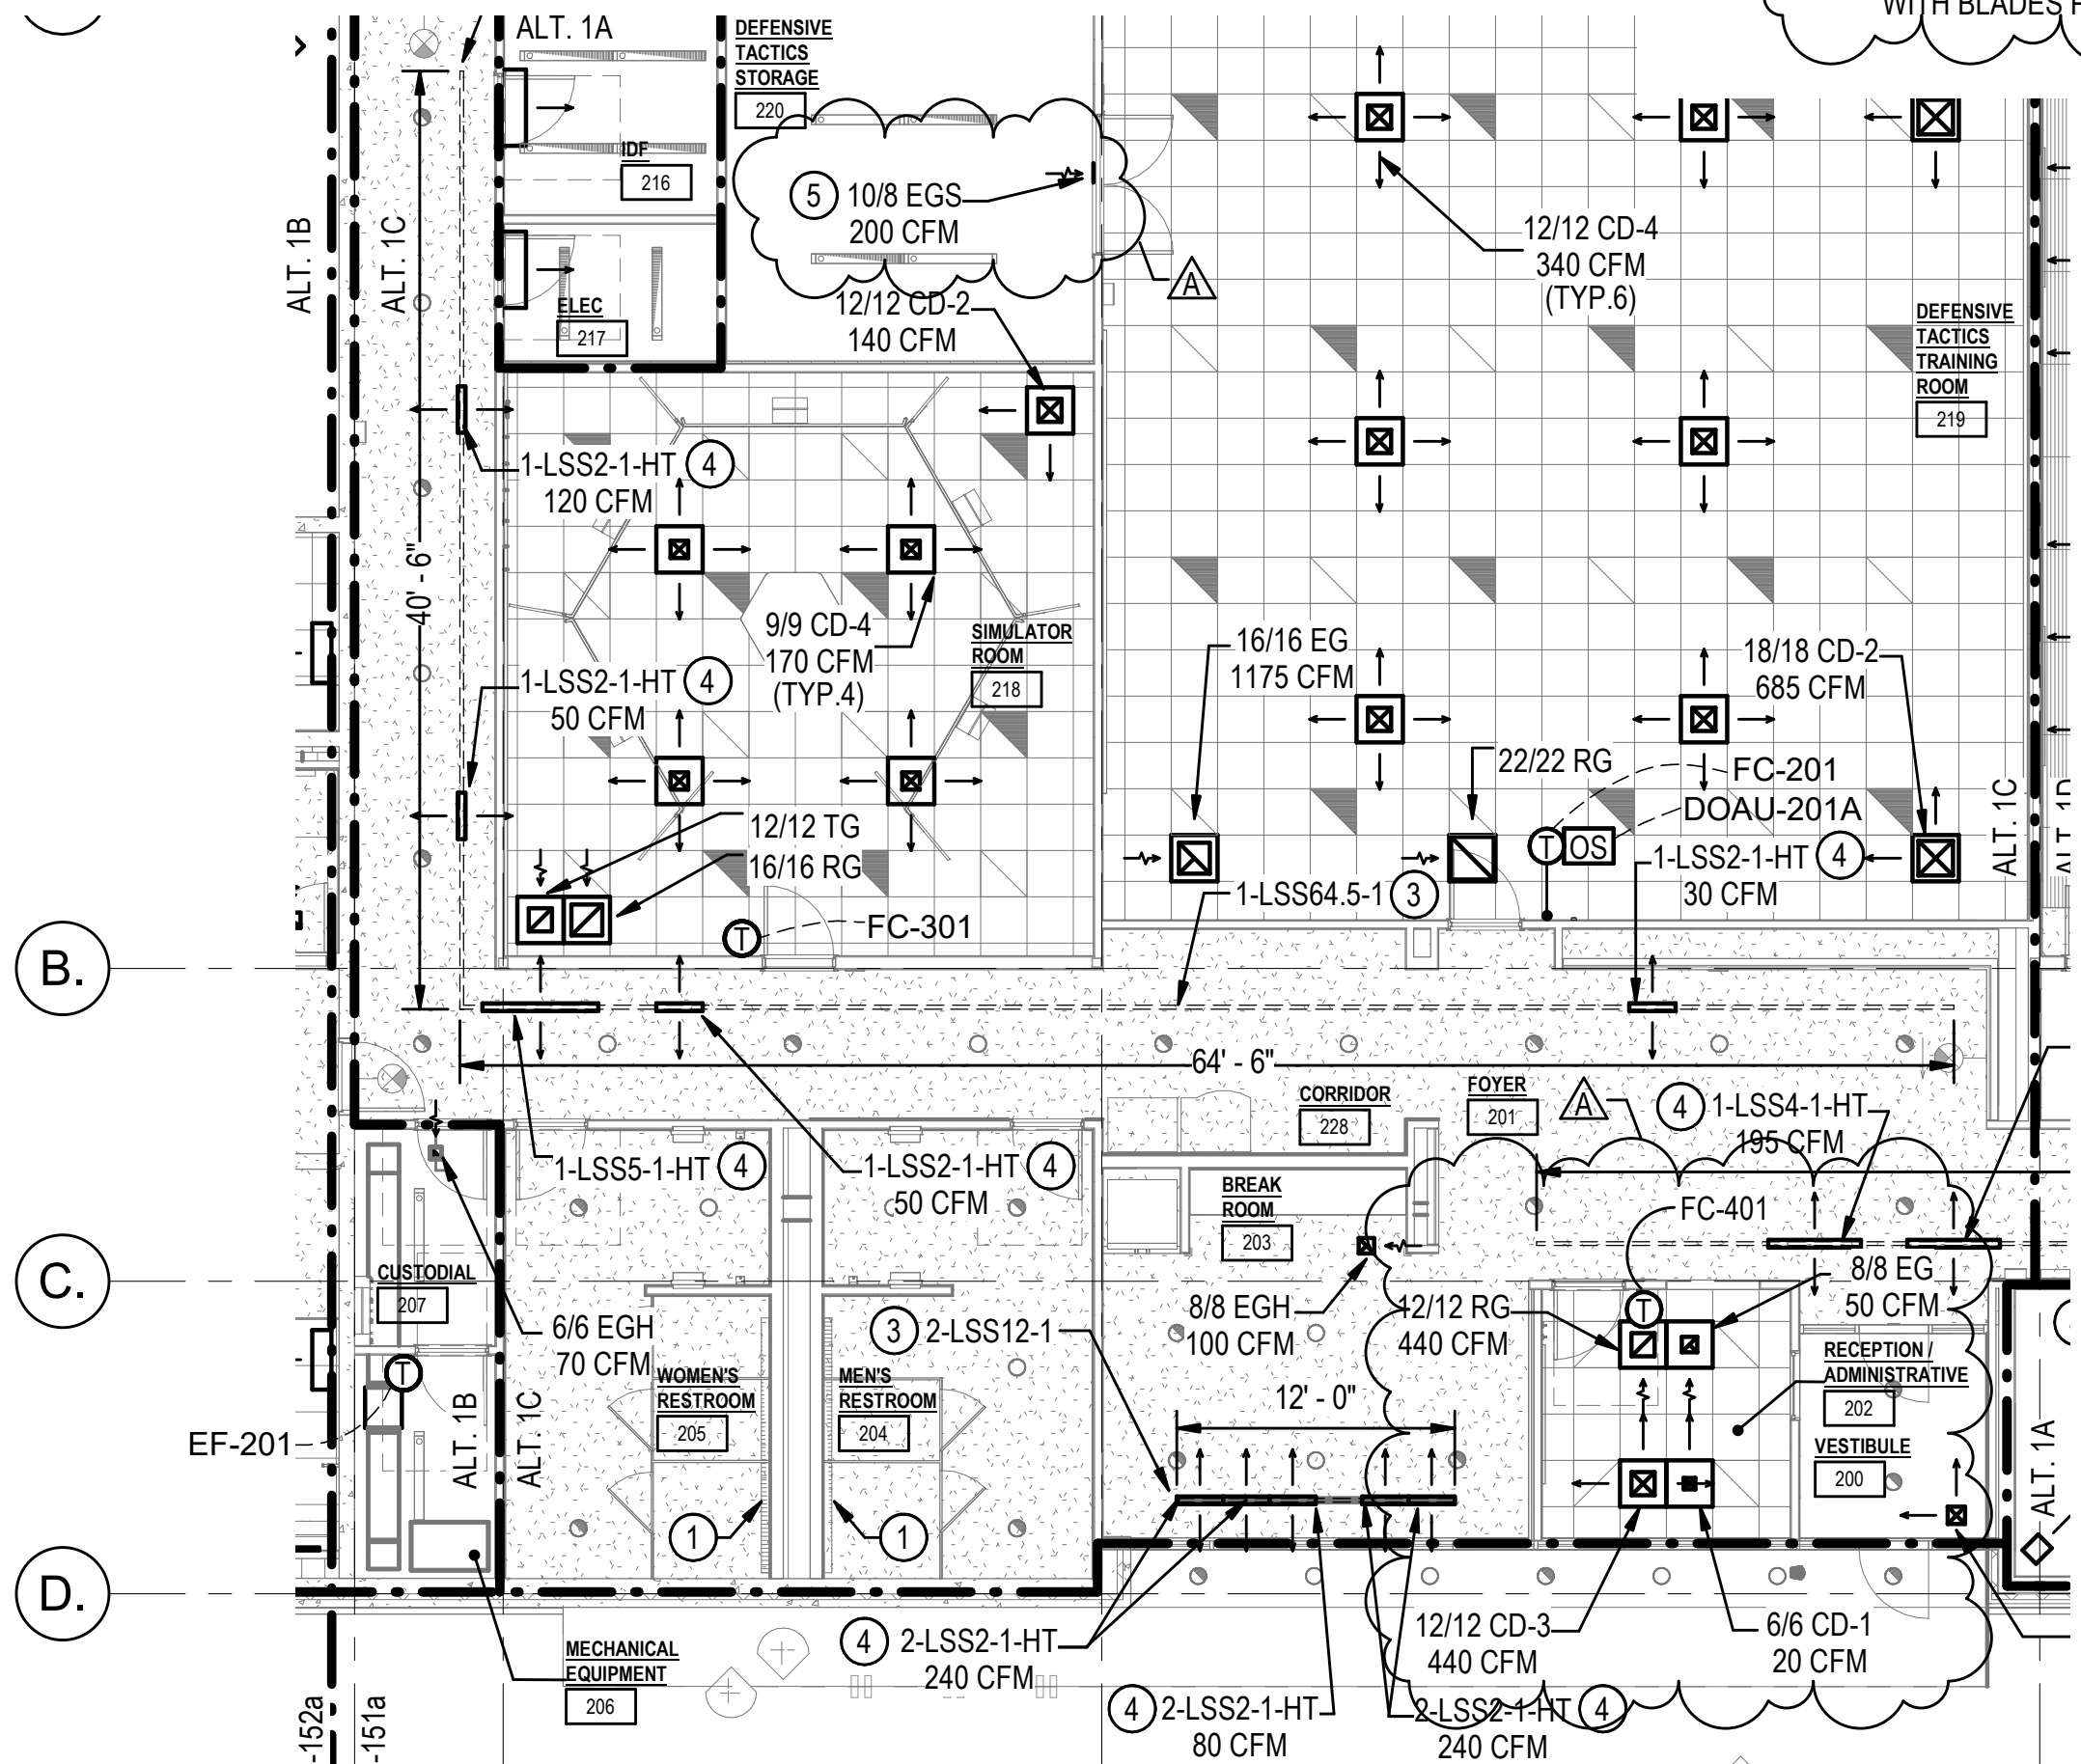 WITH BLADES
ALT. 1A
DEFENSIVE
TACTICS
STORAGE
220
IDF
216
5
10/8 EGS
200 CFM
A
12/12 CD-4
340 CFM
(TYP.6)
ALT. 1B
ALT. 1C
ELEC
217
12/12 CD-2
140 CFM
DEFENSIVE
TACTICS
TRAINING
ROOM
219
1-LSS2-1-HT
4
120 CFM
40' - 6"
9/9 CD-4
170 CFM
(TYP.4)
SIMULATOR
ROOM
218
1-LSS2-1-HT
4
50 CFM
16/16 EG
1175 CFM
18/18 CD-2
685 CFM
22/22 RG
FC-201
DOAU-201A
T
OS
ALT. 1C
ALT. 1D
12/12 TG
16/16 RG
1-LSS2-1-HT
4
30 CFM
1-LSS64.5-1
3
T
FC-301
B.
64' - 6"
CORRIDOR
228
FOYER
201
A
4
1-LSS4-1-HT
195 CFM
1-LSS5-1-HT
4
1-LSS2-1-HT
4
50 CFM
BREAK
ROOM
203
FC-401
C.
CUSTODIAL
207
8/8 EG
50 CFM
6/6 EGH
70 CFM
3
2-LSS12-1
8/8 EGH
100 CFM
12/12 RG
440 CFM
T
T
WOMEN'S
RESTROOM
205
MEN'S
RESTROOM
204
12' - 0"
RECEPTION /
ADMINISTRATIVE
202
EF-201
ALT. 1B
ALT. 1C
VESTIBULE
200
ALT. 1A
1
1
D.
MECHANICAL
EQUIPMENT
206
4
2-LSS2-1-HT
240 CFM
12/12 CD-3
440 CFM
6/6 CD-1
20 CFM
4
2-LSS2-1-HT
80 CFM
2-LSS2-1-HT
4
240 CFM
-152a
-151a